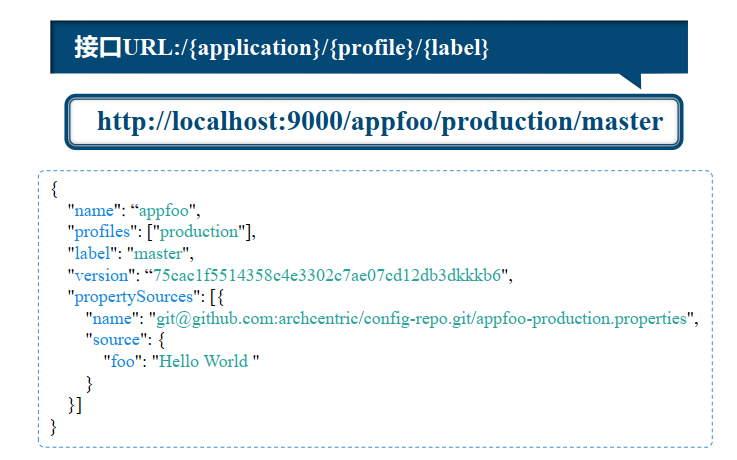 接口URL:/{application}/{profile}/{label}
http://localhost:9000/appfoo/production/master
{
"name": “appfoo",
"profiles": ["production"],
"label": "master",
"version": “75cac1f5514358c4e3302c7ae07cd12db3dkkkb6",
"propertySources": [{
"name": "git@github.com:archcentric/config-repo.git/appfoo-production.properties",
"source": {
"foo": "Hello World "
}
}]
}